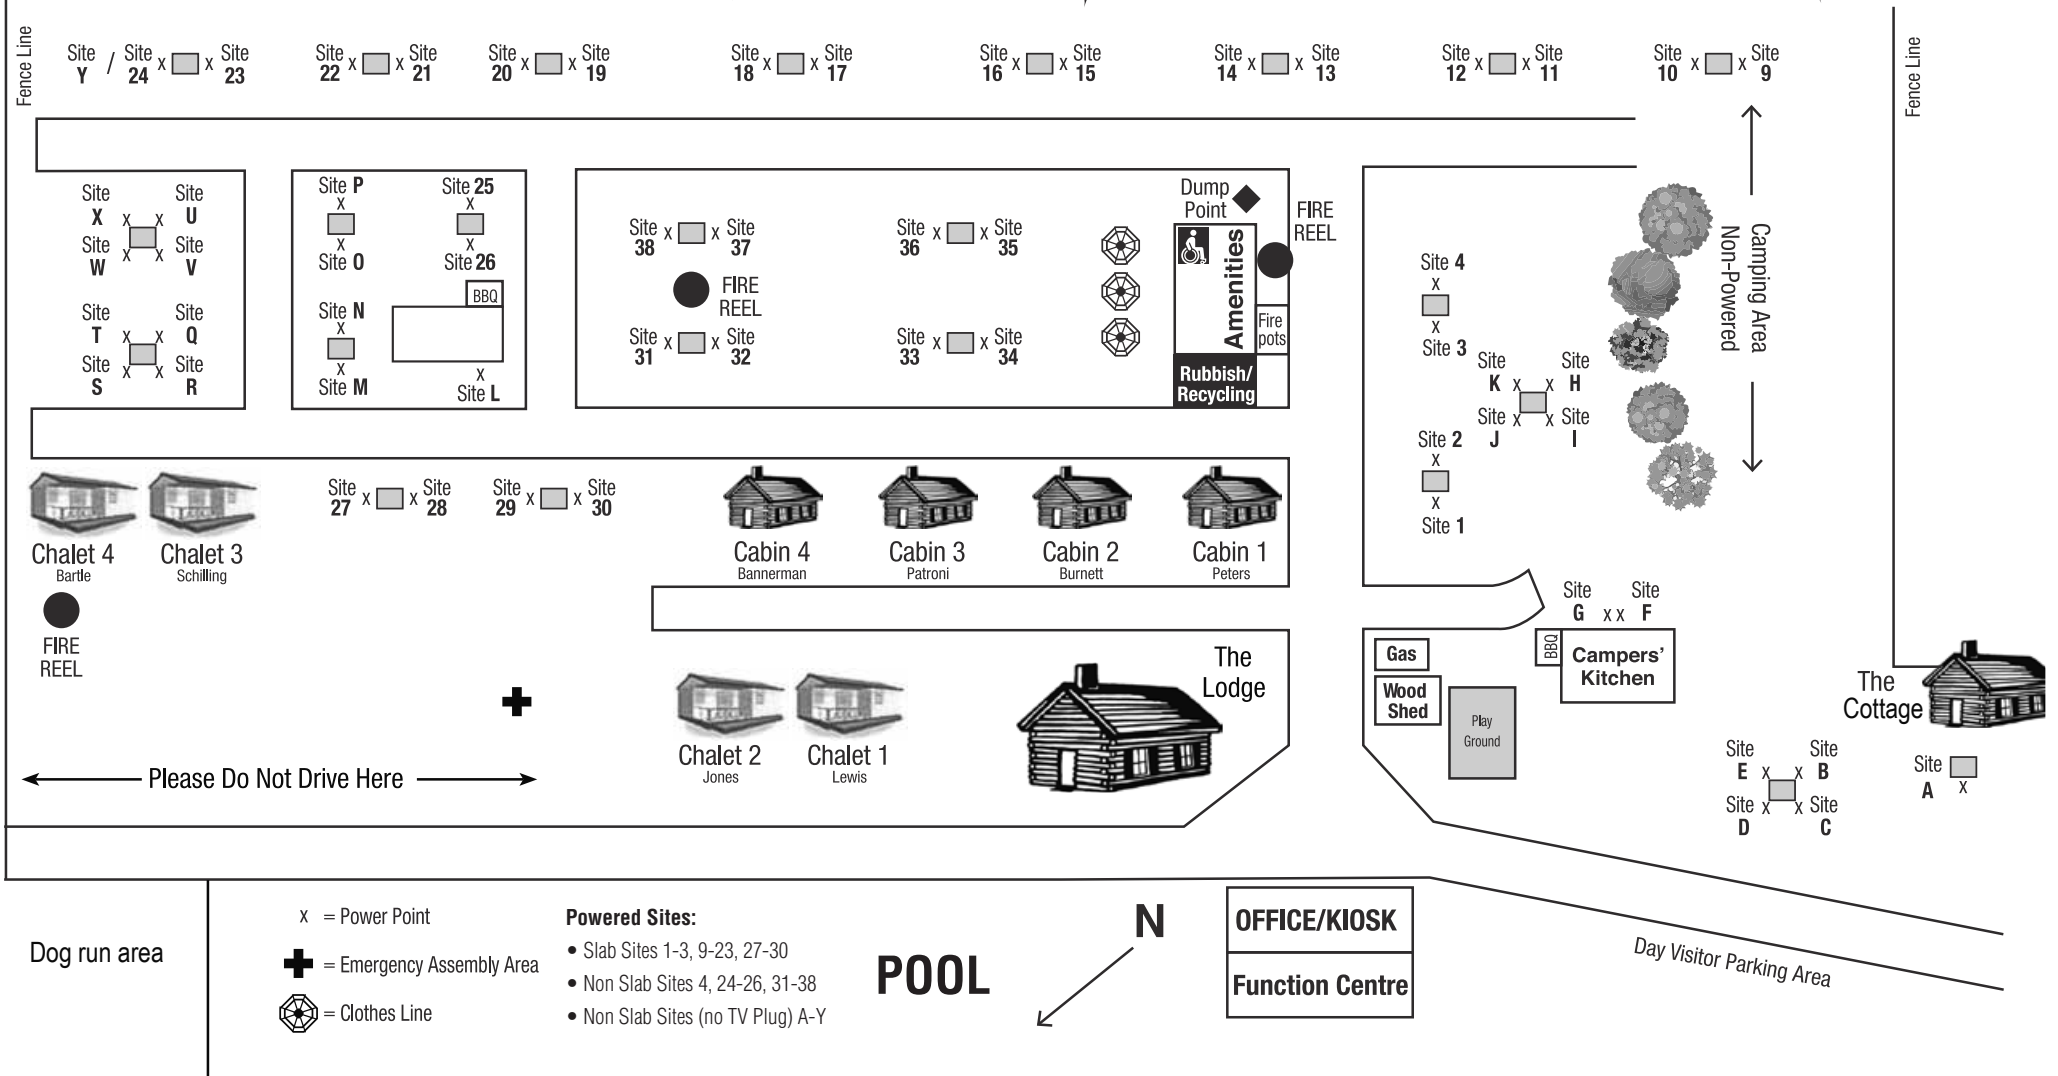 Fence Line
Site Y / Site 24 x x Site 23
Site 22 x x Site 21
Site 20 x x Site 19
Site 18 x x Site 17
Site 16 x x Site 15
Site 14 x x Site 13
Site 12 x x Site 11
Site 10 x x Site 9
Fence Line
Site X x x Site U
Site W x x Site V
Site T x x Site Q
Site S x x Site R
Site P
x
x
Site O
Site N
x
x
Site M
Site 25
x
x
Site 26
BBQ
x
Site L
Site 38 x x Site 37
FIRE
REEL
Site 31 x x Site 32
Site 36 x x Site 35
Site 33 x x Site 34
Dump
Point
FIRE
REEL
Amenities
Fire
pots
Rubbish/
Recycling
Site 4
x
x
Site 3
Site K x x Site H
Site J x x Site I
Site 2
x
x
Site 1
Camping Area
Non-Powered
Chalet 4
Bartle
Chalet 3
Schilling
Site 27 x x Site 28
Site 29 x x Site 30
Cabin 4
Bannerman
Cabin 3
Patroni
Cabin 2
Burnett
Cabin 1
Peters
FIRE
REEL
Site G x x Site F
BBQ
Campers’
Kitchen
Gas
Wood
Shed
Play
Ground
The
Lodge
Chalet 2
Jones
Chalet 1
Lewis
The
Cottage
Site E x x Site B
Site D x x Site C
Site A x
Please Do Not Drive Here
Dog run area
x = Power Point
= Emergency Assembly Area
= Clothes Line
Powered Sites:
• Slab Sites 1-3, 9-23, 27-30
• Non Slab Sites 4, 24-26, 31-38
• Non Slab Sites (no TV Plug) A-Y
POOL
N
OFFICE/KIOSK
Function Centre
Day Visitor Parking Area